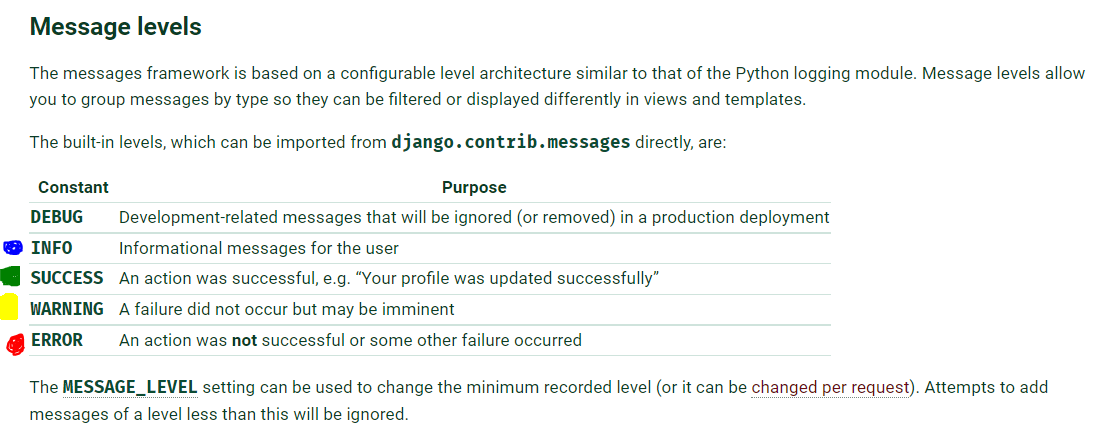 Message levels
The messages framework is based on a configurable level architecture similar to that of the Python logging module. Message levels allow
you to group messages by type so they can be filtered or displayed differently in views and templates.
The built-in levels, which can be imported from django.contrib.messages directly, are:
Constant Purpose
DEBUG Development-related messages that will be ignored (or removed) in a production deployment
INFO Informational messages for the user
SUCCESS An action was successful, e.g. “Your profile was updated successfully”
WARNING A failure did not occur but may be imminent
ERROR An action was not successful or some other failure occurred
The MESSAGE_LEVEL setting can be used to change the minimum recorded level (or it can be changed per request). Attempts to add
messages of a level less than this will be ignored.